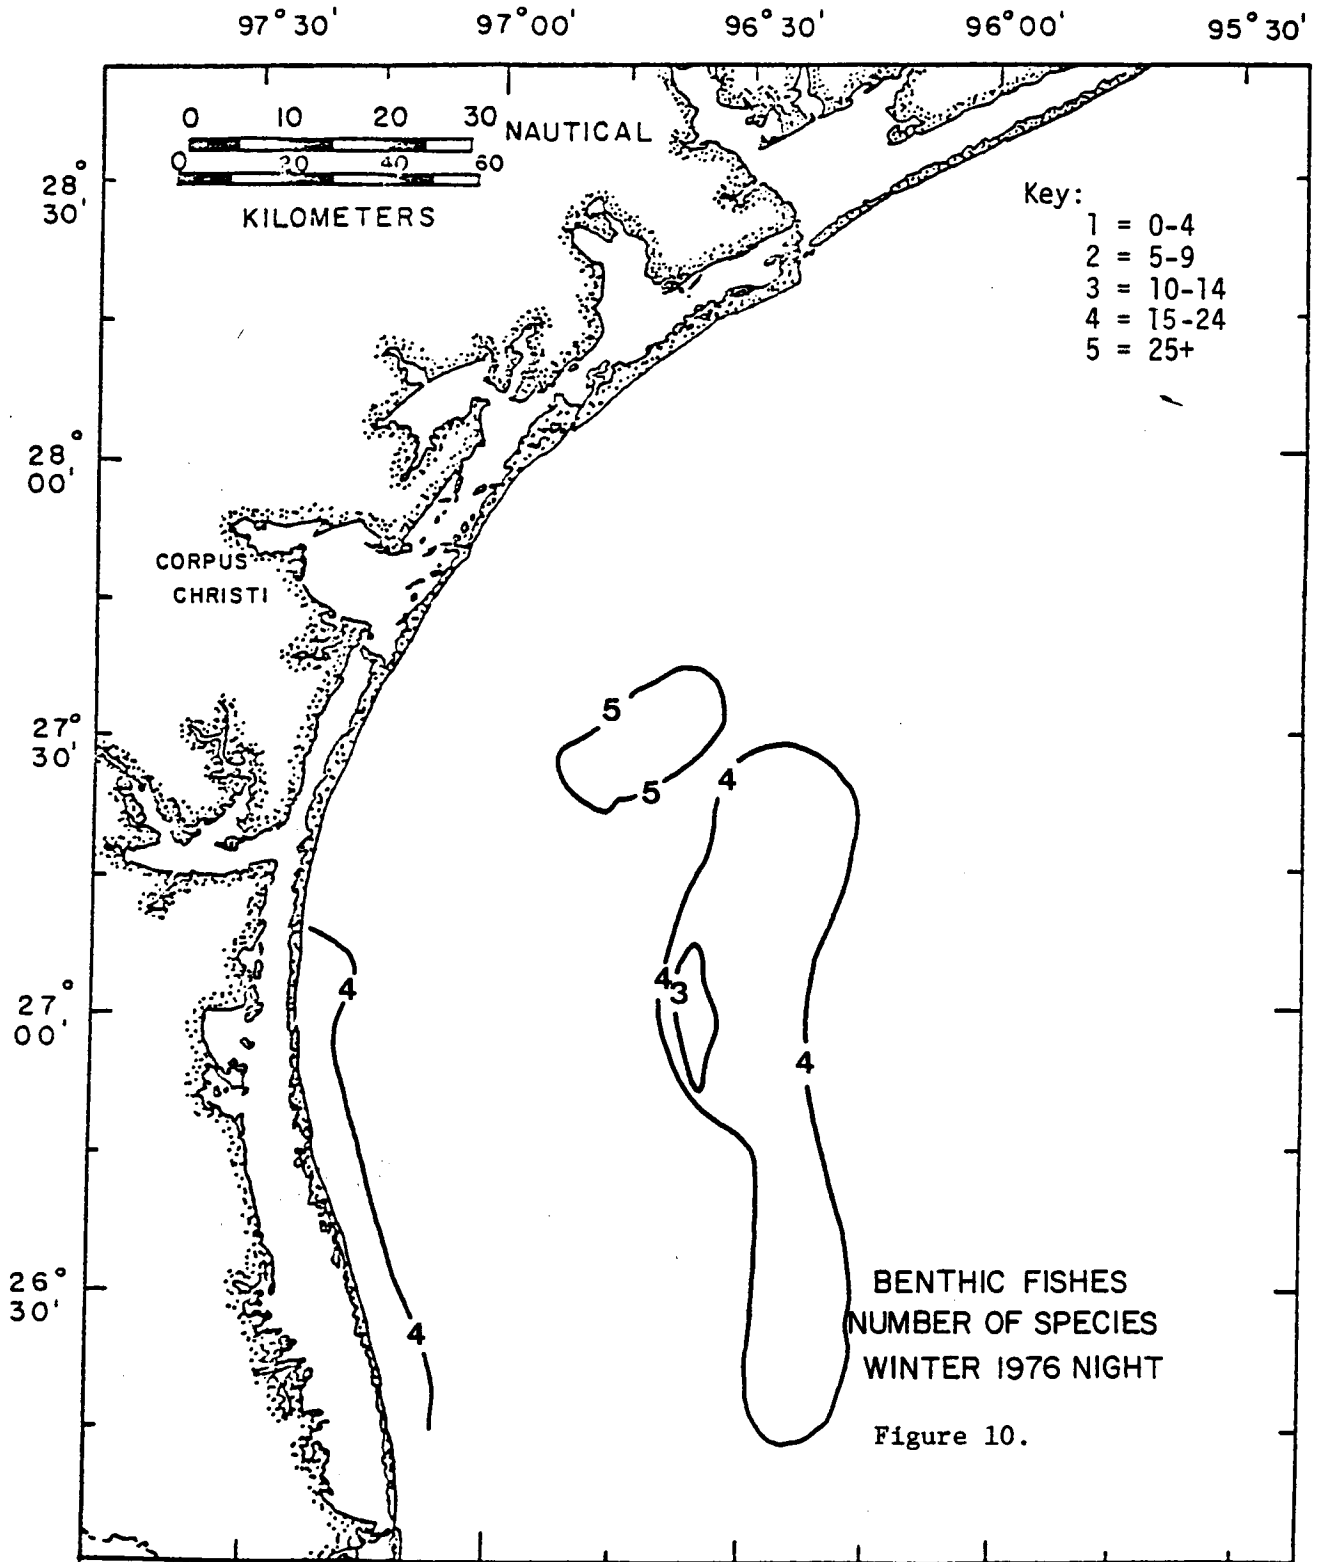 97°30' 97°00' 96°30' 96°00' 95°30'
0 10 20 30 NAUTICAL
0 20 40 60
KILOMETERS
28°
30'
Key:
1 = 0-4
2 = 5-9
3 = 10-14
4 = 15-24
5 = 25+
28°
00'
CORPUS
CHRISTI
27°
30'
5
5
4
4
3
4
27°
00'
4
26°
30'
4
BENTHIC FISHES
NUMBER OF SPECIES
WINTER 1976 NIGHT
Figure 10.